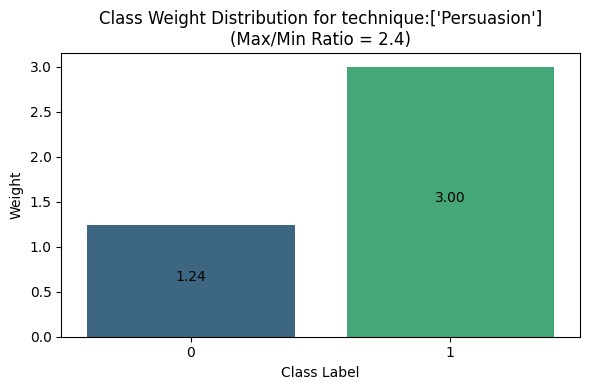 Class Weight Distribution for technique:['Persuasion']
(Max/Min Ratio = 2.4)
Weight
3.0
2.5
2.0
1.5
1.0
0.5
0.0
1.24
3.00
0
1
Class Label